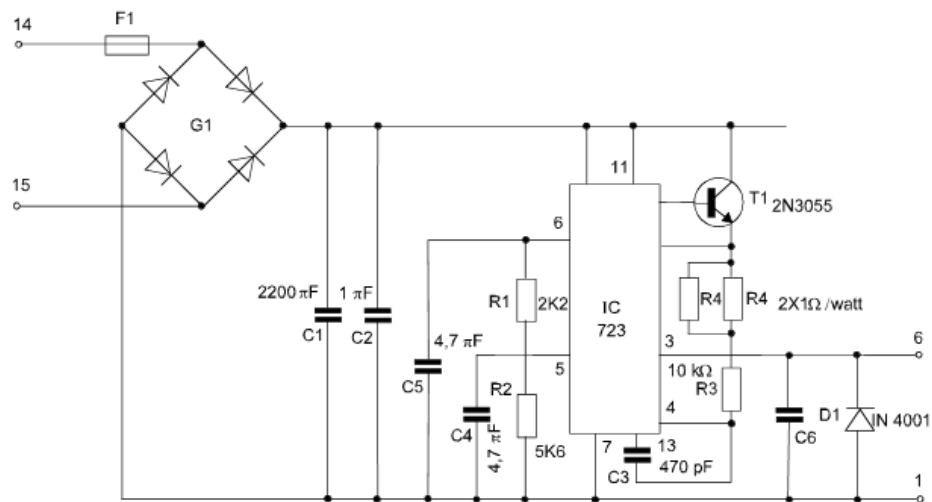 14
F1
G1
15
11
T1
2N3055
6
2200 πF
1 πF
C1
C2
R1
2K2
IC
723
R4
R4
2X1Ω/watt
4,7 πF
C5
5
3
6
R2
10 kΩ
R3
C4
4,7 πF
5K6
4
7
13
C3
470 pF
C6
D1
IN 4001
1